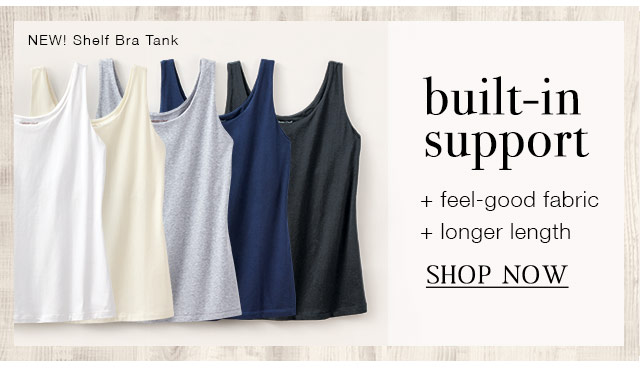 NEW! Shelf Bra Tank
built-in
support
+ feel-good fabric
+ longer length
SHOP NOW